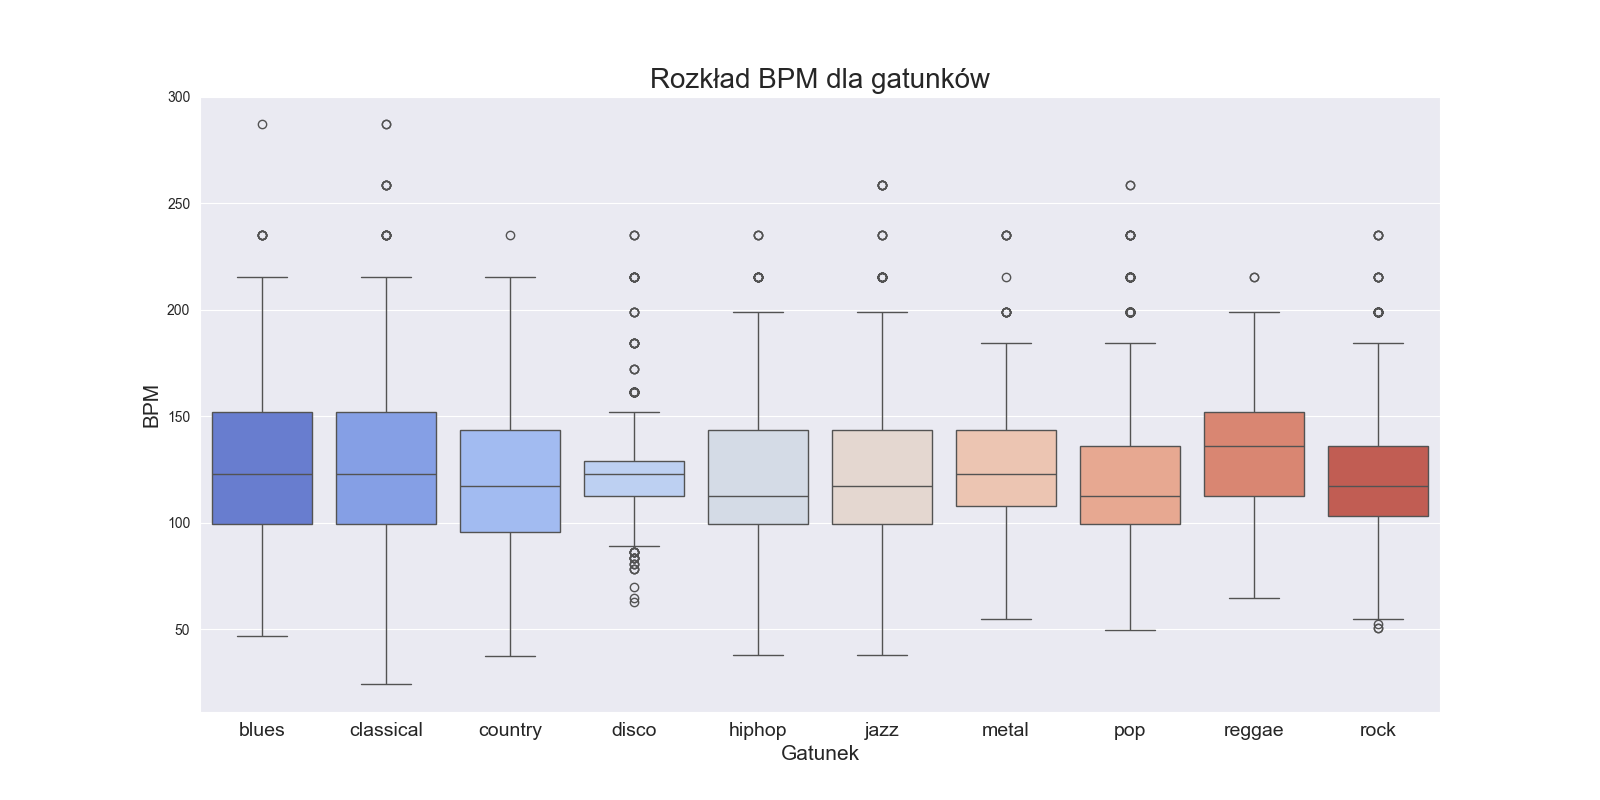 Rozkład BPM dla gatunków
300
250
200
150
100
50
BPM
blues classical country disco hiphop jazz metal pop reggae rock
Gatunek